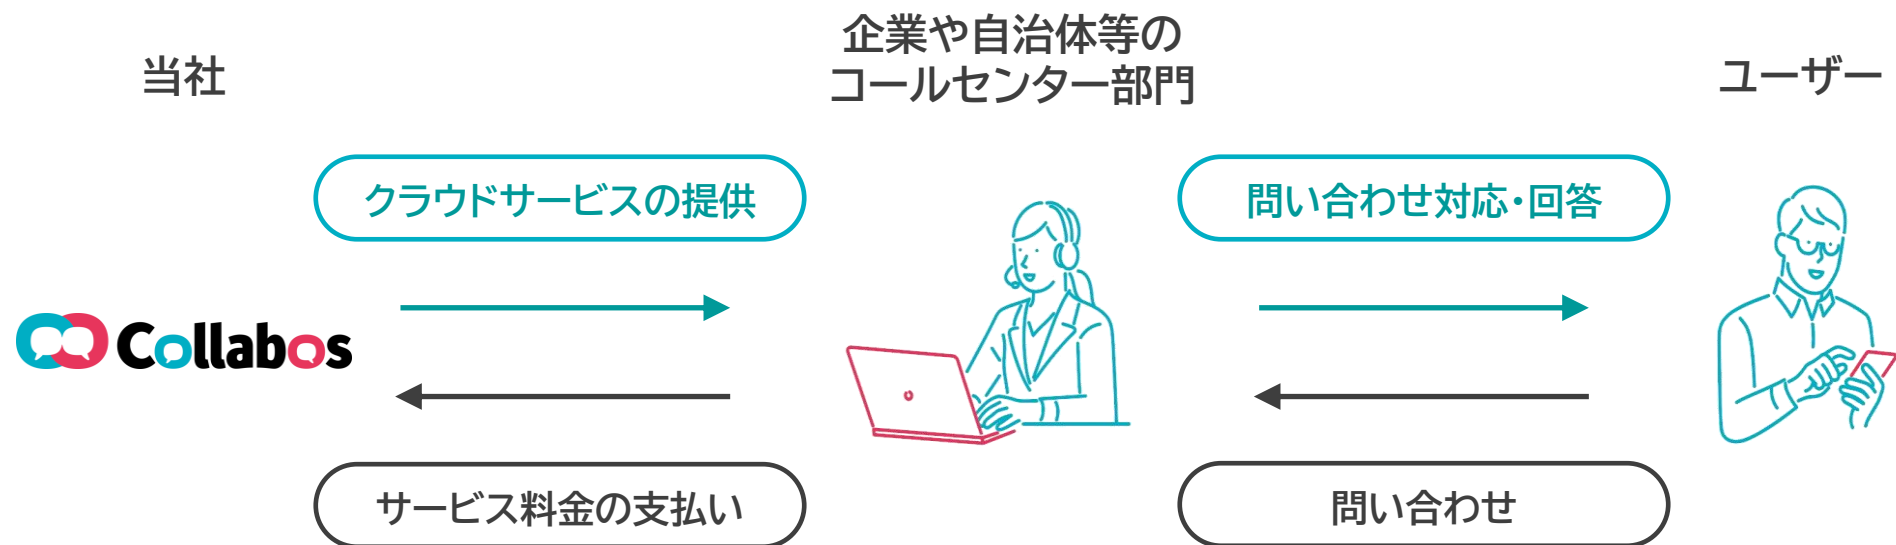 当社
企業や自治体等の
コールセンター部門
ユーザー
クラウドサービスの提供
問い合わせ対応・回答
Collabos
サービス料金の支払い
問い合わせ